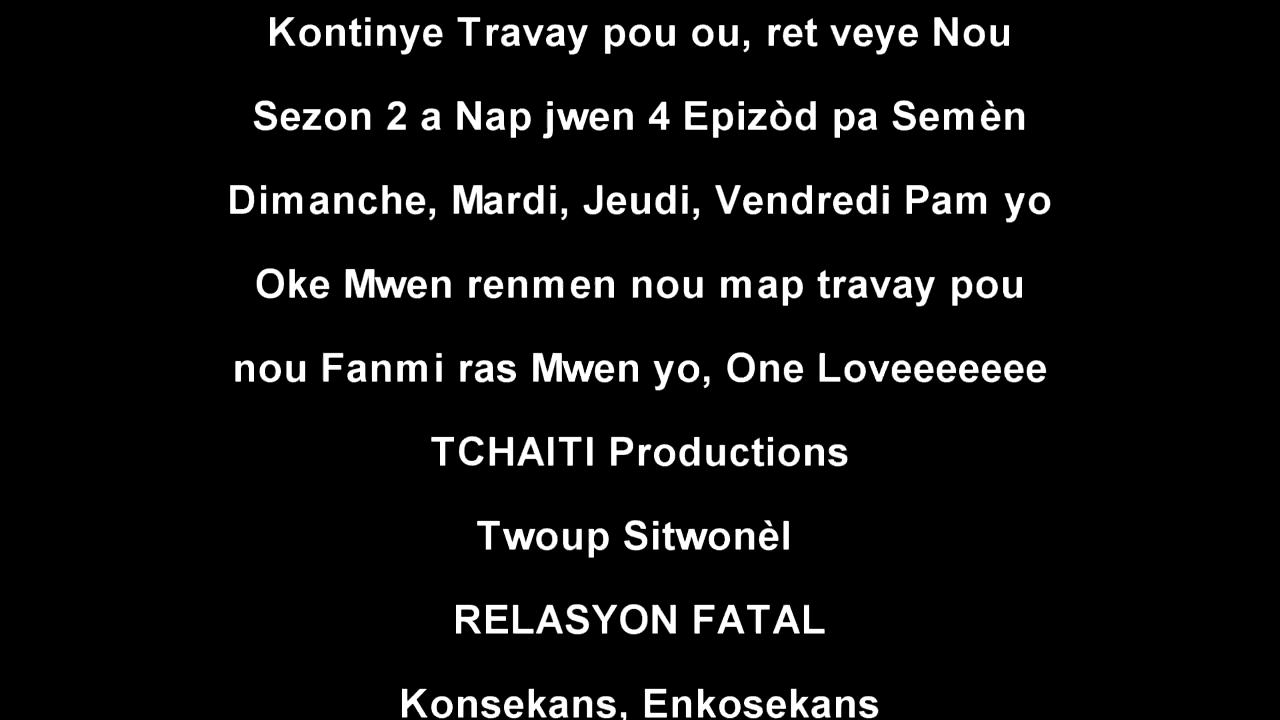 Kontinye Travay pou ou, ret veye Nou
Sezon 2 a Nap jwen 4 Epizòd pa Semèn
Dimanche, Mardi, Jeudi, Vendredi Pam yo
Oke Mwen renmen nou map travay pou
nou Fanmi ras Mwen yo, One Loveeeeeee
TCHAITI Productions
Twoup Sitwonèl
RELASYON FATAL
Konsekans, Enkosekans